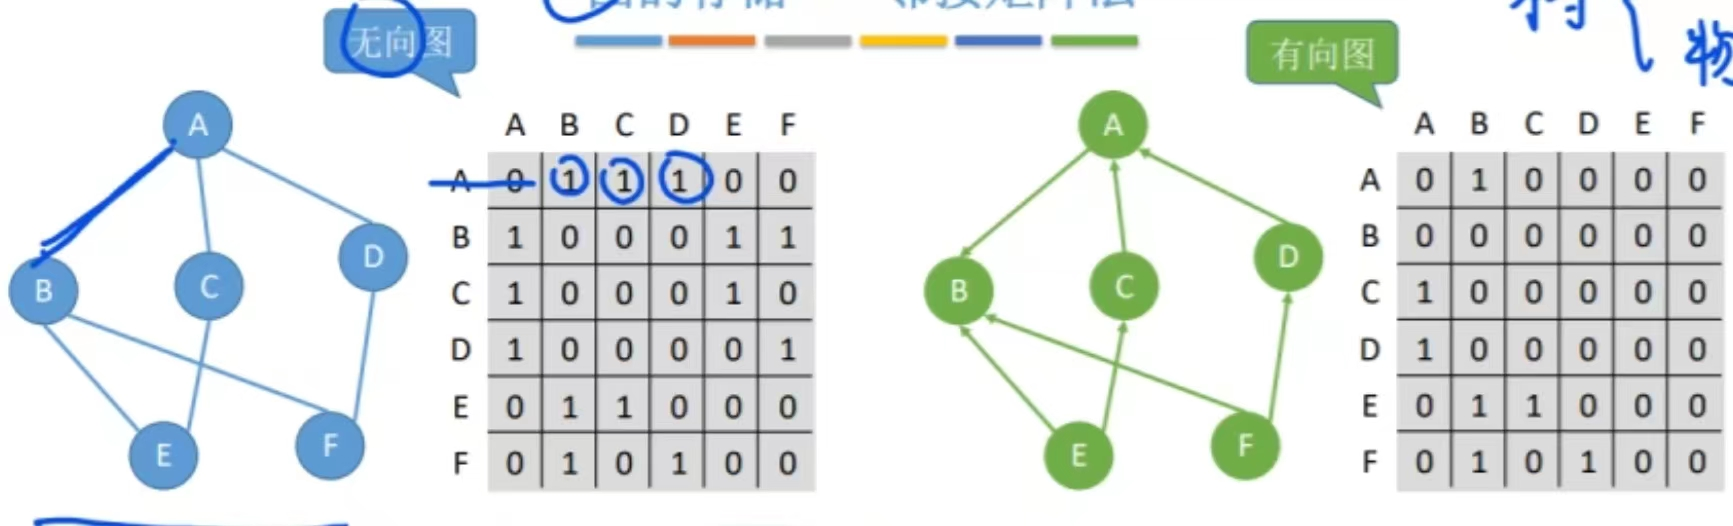 无向图
有向图
A B C D E F
A 0 1 1 1 0 0
B 1 0 0 0 1 1
C 1 0 0 0 1 0
D 1 0 0 0 0 1
E 0 1 1 0 0 0
F 0 1 0 1 0 0
A
B
C
D
E
F
A B C D E F
A 0 1 0 0 0 0
B 0 0 0 0 0 0
C 1 0 0 0 0 0
D 1 0 0 0 0 0
E 0 1 1 0 0 0
F 0 1 0 1 0 0
A
B
C
D
E
F